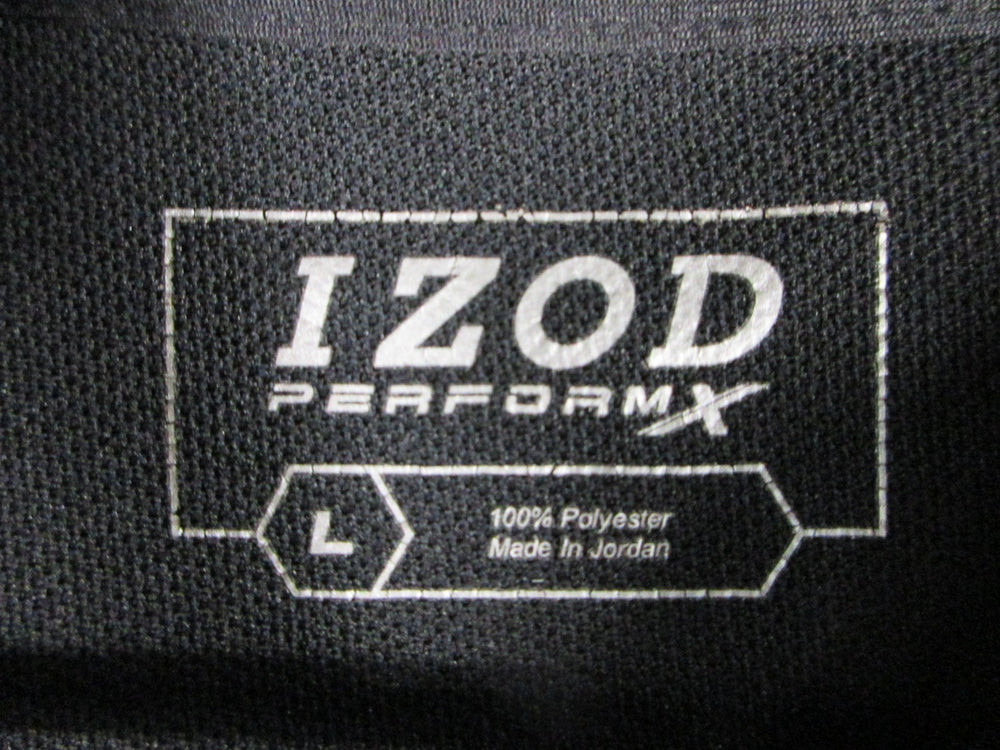 IZOD
PERFORMX
L
100% Polyester
Made In Jordan